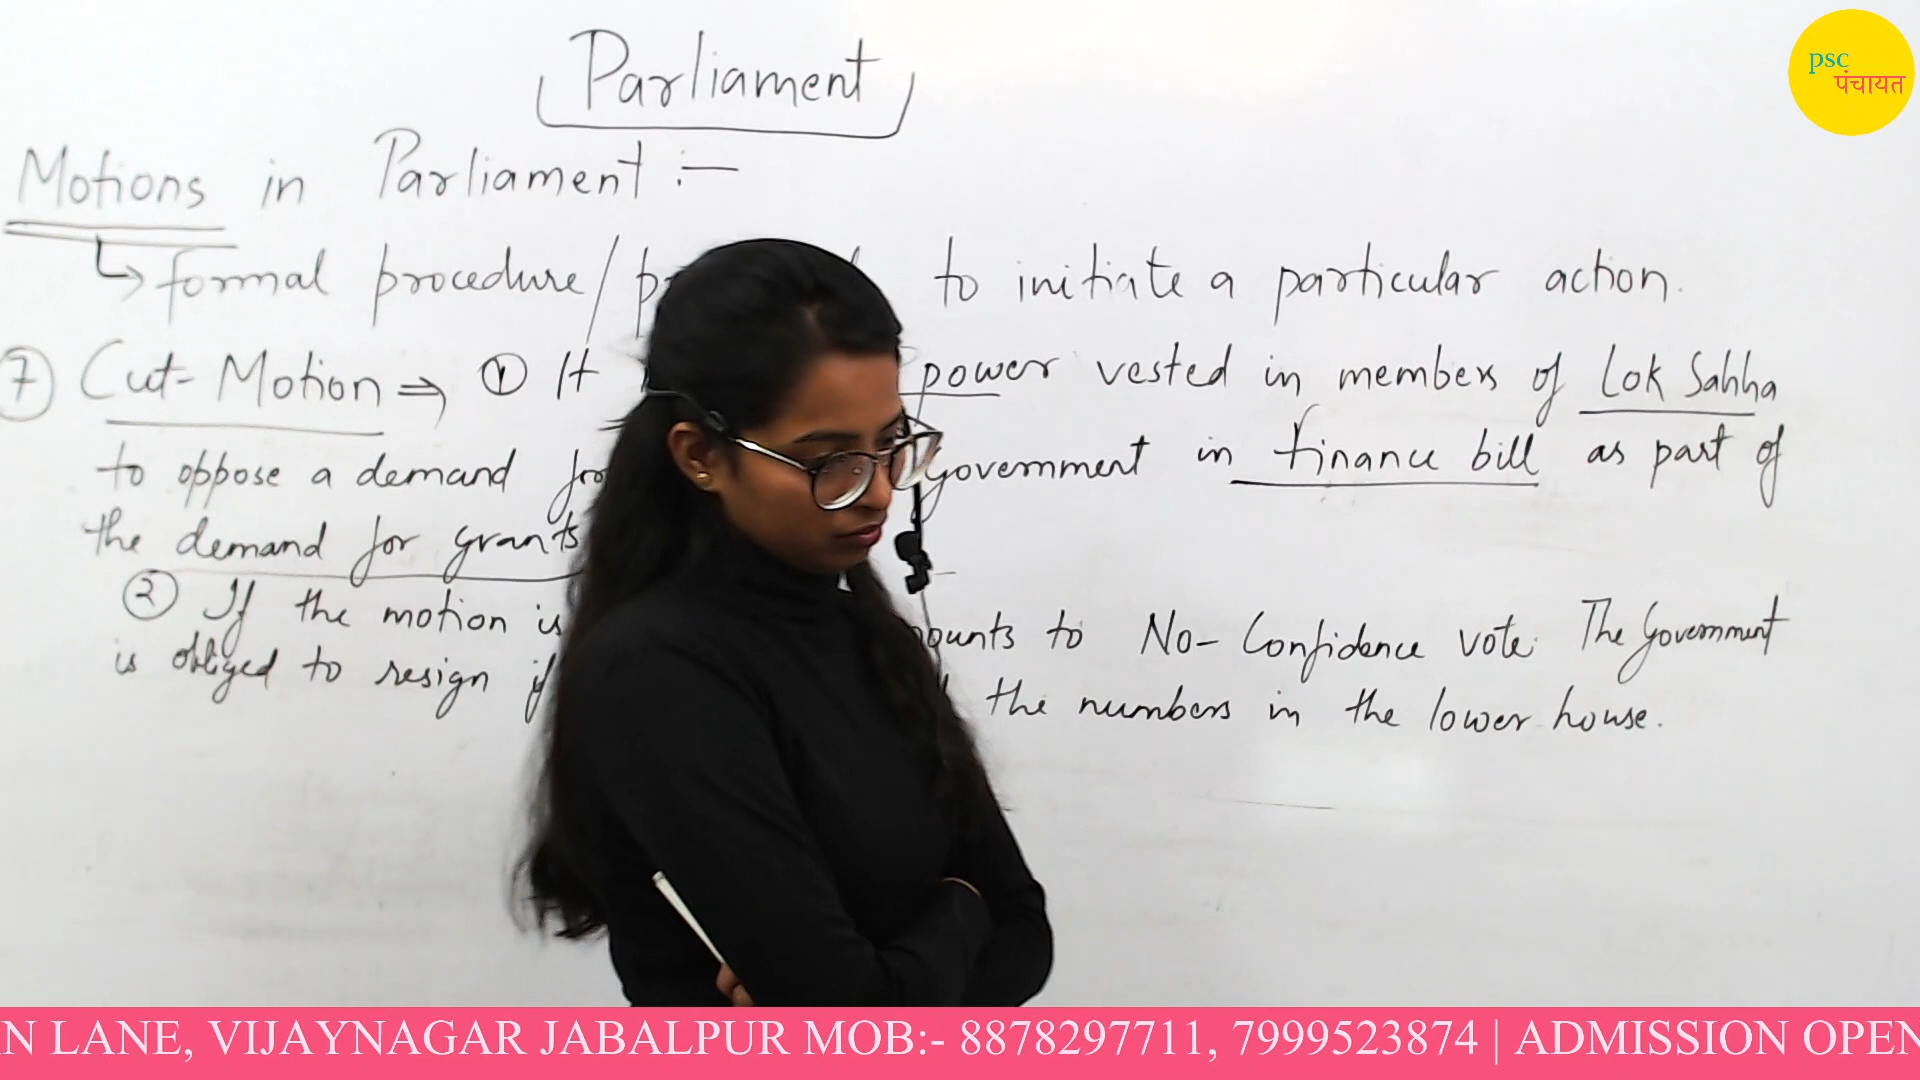 Parliament
psc
पंचायत
Motions in Parliament :-
↳ formal procedure / to initiate a particular action.
7 Cut-Motion ⇒ ① It power vested in members of Lok Sabha
to oppose a demand Government in finance bill as part of
the demand for grants
② If the motion is to No-Confidence vote. The Government
is obliged to resign if the numbers in the lower house.
LANE, VIJAYNAGAR JABALPUR MOB:- 8878297711, 7999523874 | ADMISSION OPEN